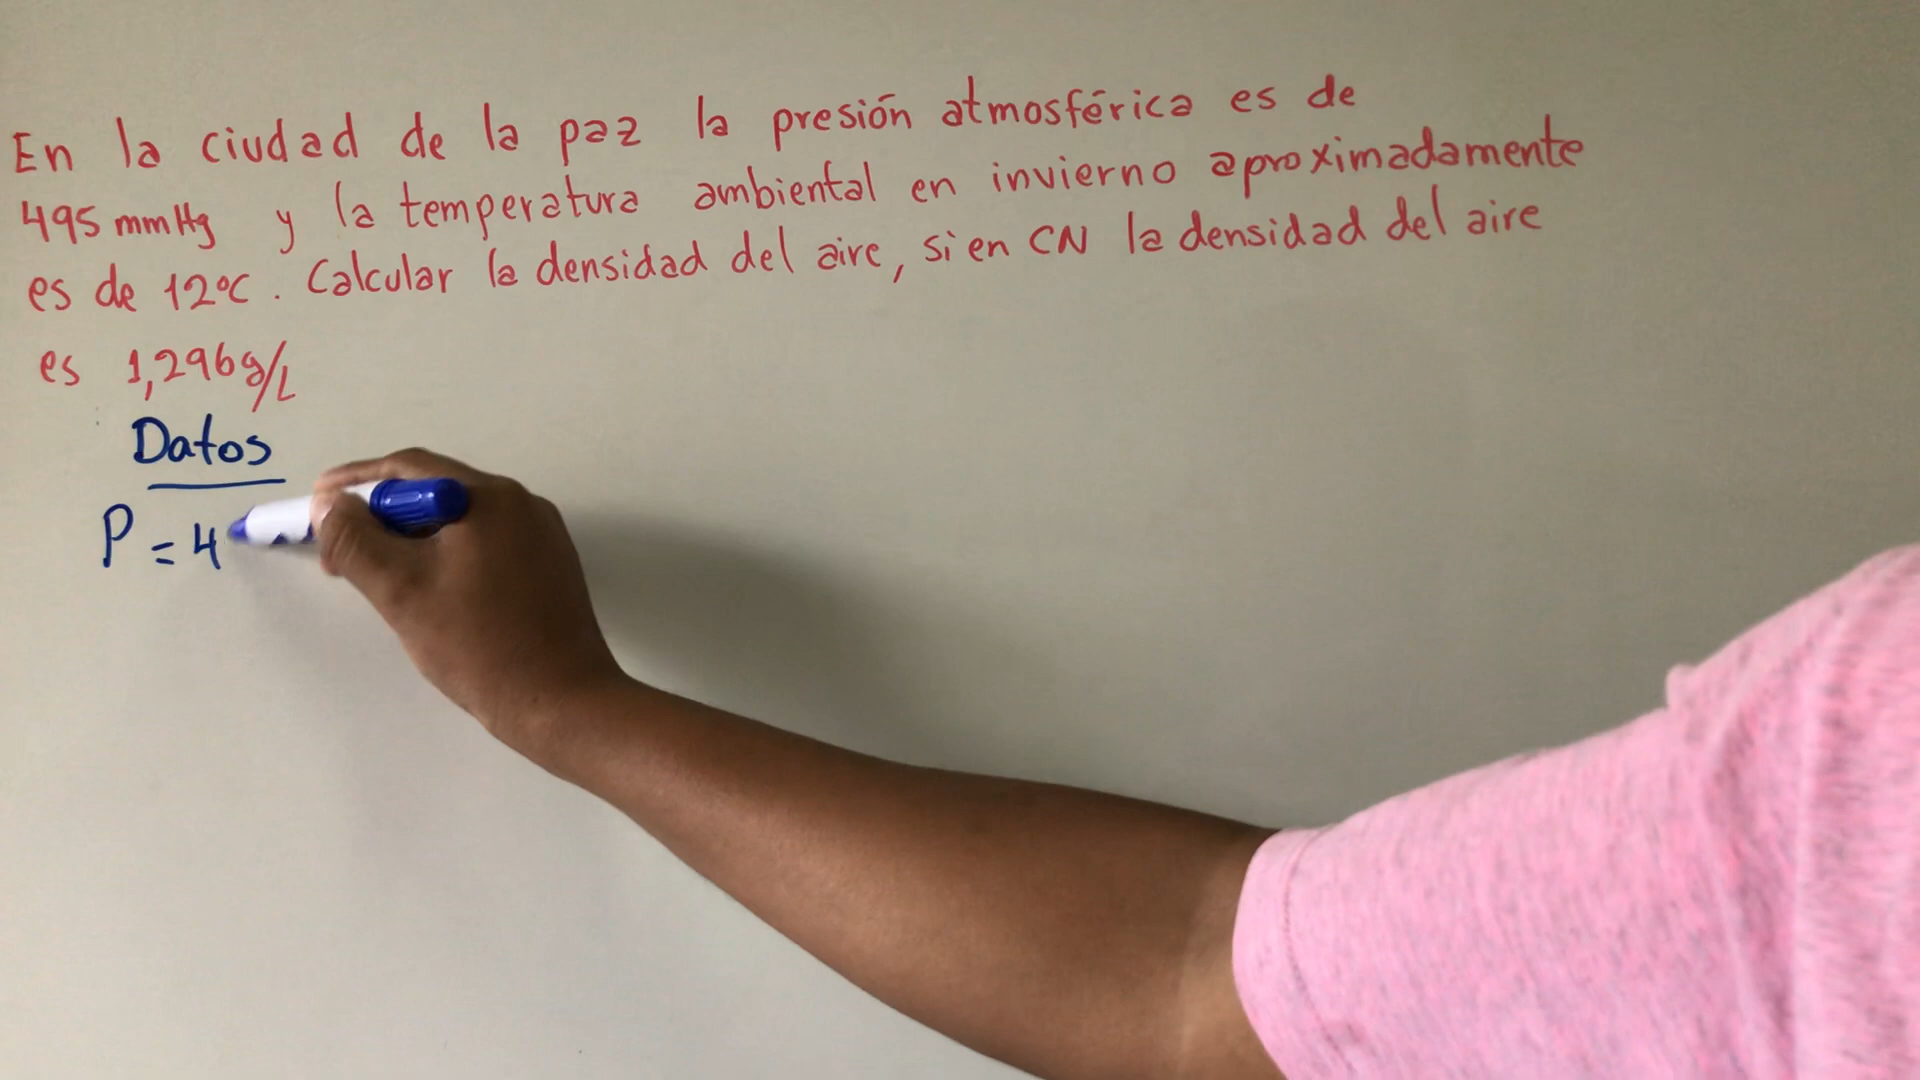 En la ciudad de la paz la presión atmosférica es de
495 mmHg y la temperatura ambiental en invierno aproximadamente
es de 12°C. Calcular la densidad del aire, si en CN la densidad del aire
es 1,296g/L
Datos
P = 4